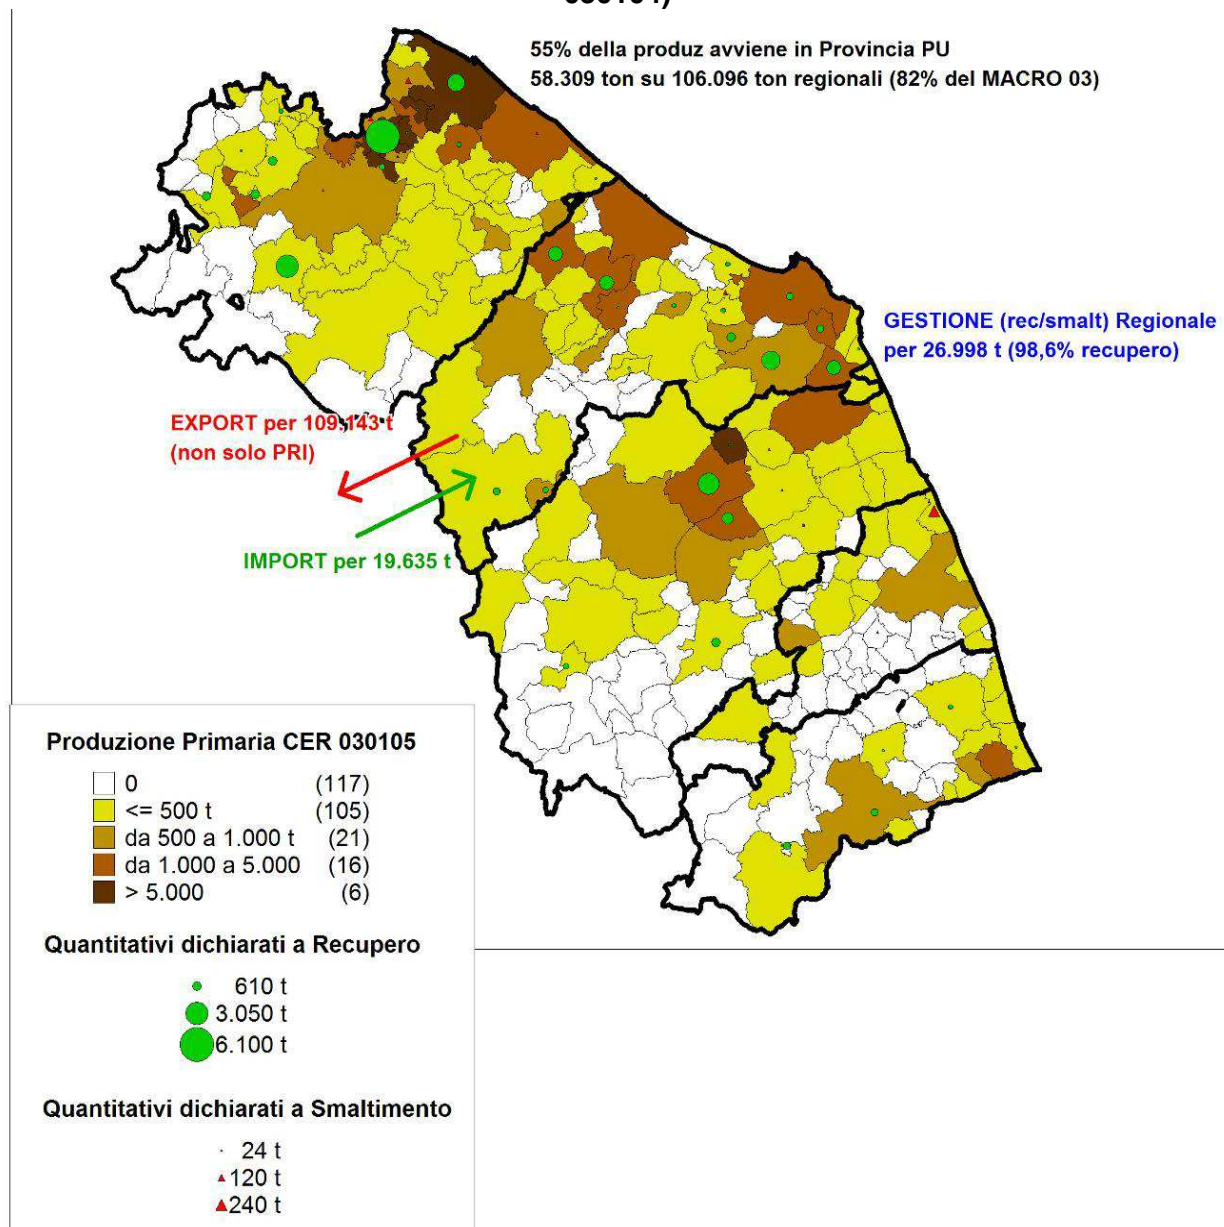 55% della produz avviene in Provincia PU
58.309 ton su 106.096 ton regionali (82% del MACRO 03)
GESTIONE (rec/smalt) Regionale
per 26.998 t (98,6% recupero)
EXPORT per 109.143 t
(non solo PRI)
IMPORT per 19.635 t
Produzione Primaria CER 030105
0 (117)
<= 500 t (105)
da 500 a 1.000 t (21)
da 1.000 a 5.000 (16)
> 5.000 (6)
Quantitativi dichiarati a Recupero
610 t
3.050 t
6.100 t
Quantitativi dichiarati a Smaltimento
24 t
120 t
240 t